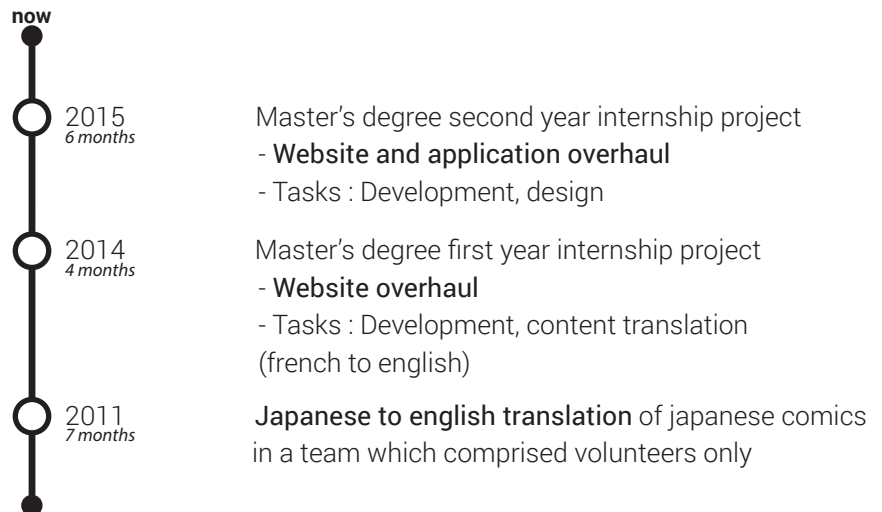 now
2015
6 months
Master’s degree second year internship project
- Website and application overhaul
- Tasks : Development, design
2014
4 months
Master’s degree first year internship project
- Website overhaul
- Tasks : Development, content translation
(french to english)
2011
7 months
Japanese to english translation of japanese comics
in a team which comprised volunteers only